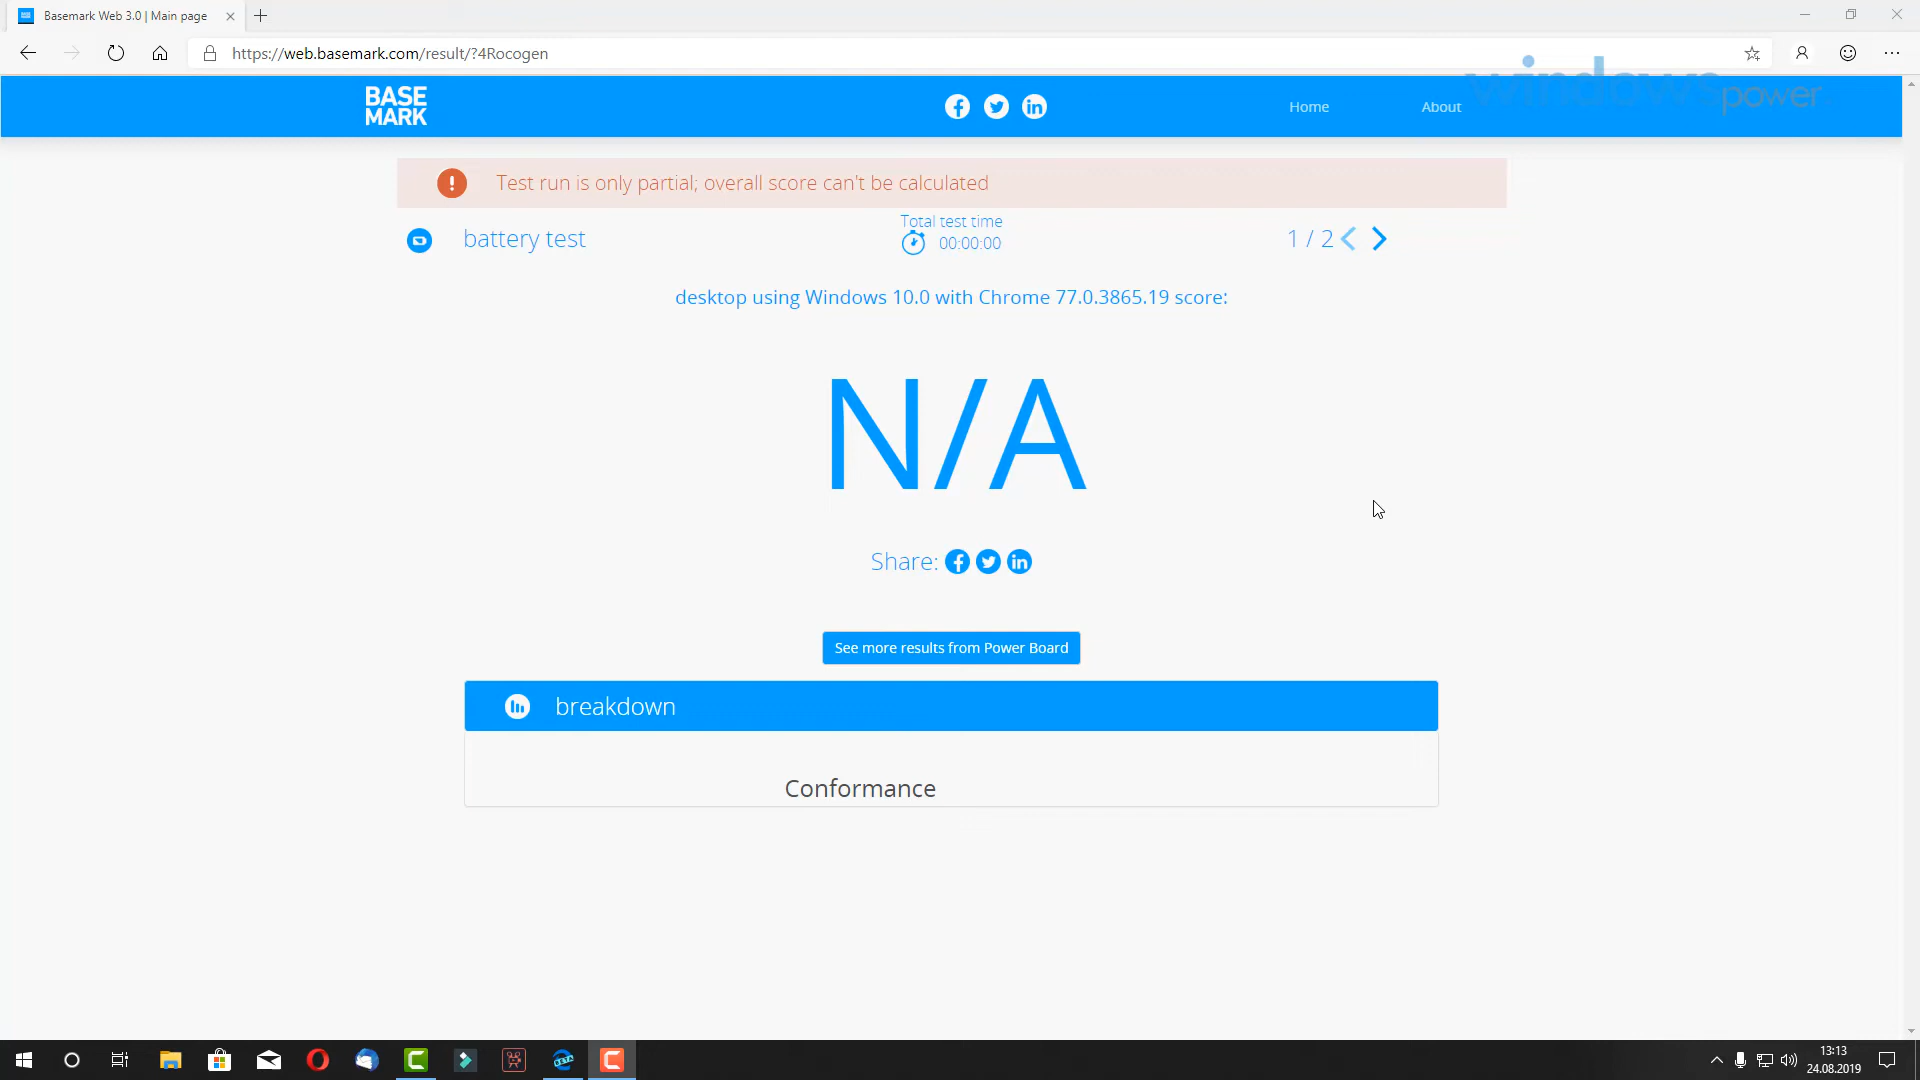 Basemark Web 3.0 | Main page
https://web.basemark.com/result/?4Rocogen
windows
power
BASE
MARK
Home
About
Test run is only partial; overall score can't be calculated
battery test
Total test time
00:00:00
1 / 2
desktop using Windows 10.0 with Chrome 77.0.3865.19 score:
N/A
Share:
See more results from Power Board
breakdown
Conformance
BETA
13:13
24.08.2019